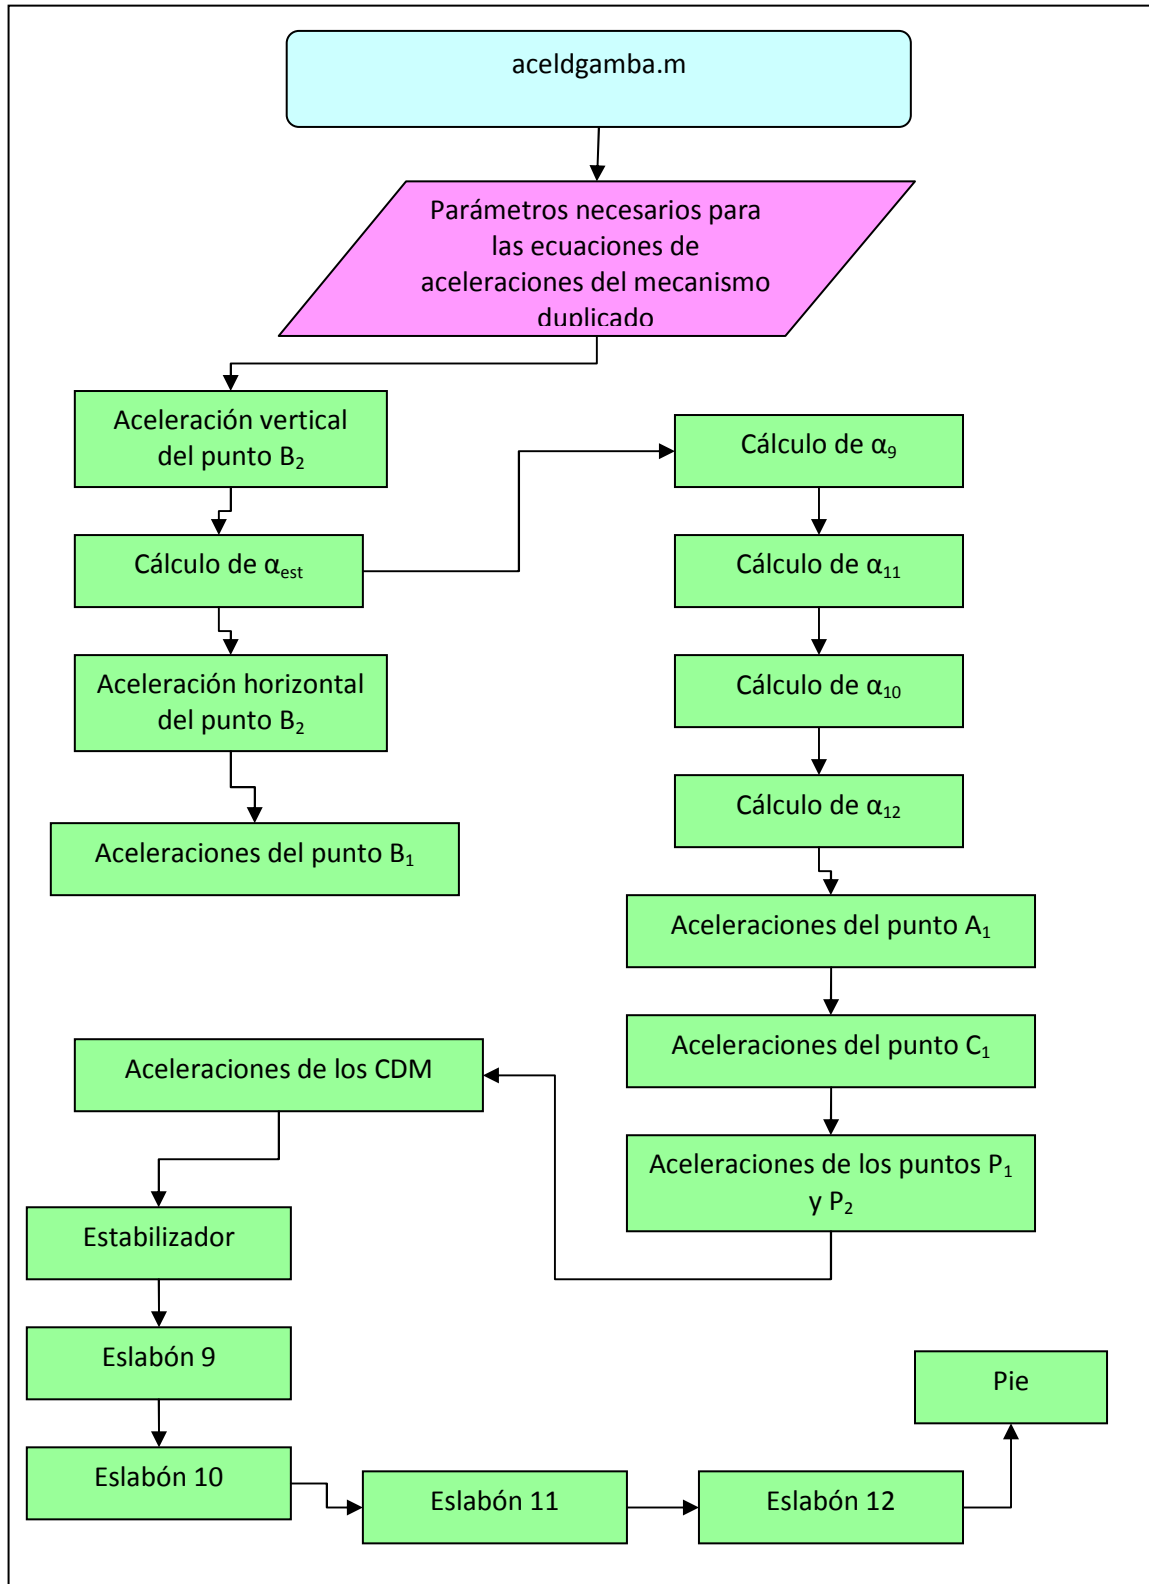 aceldgamba.m
Parámetros necesarios para
las ecuaciones de
aceleraciones del mecanismo
duplicado
Aceleración vertical
del punto B₂
Cálculo de αest
Aceleración horizontal
del punto B₂
Aceleraciones del punto B₁
Cálculo de α₉
Cálculo de α₁₁
Cálculo de α₁₀
Cálculo de α₁₂
Aceleraciones del punto A₁
Aceleraciones del punto C₁
Aceleraciones de los puntos P₁
y P₂
Aceleraciones de los CDM
Estabilizador
Eslabón 9
Eslabón 10
Eslabón 11
Eslabón 12
Pie